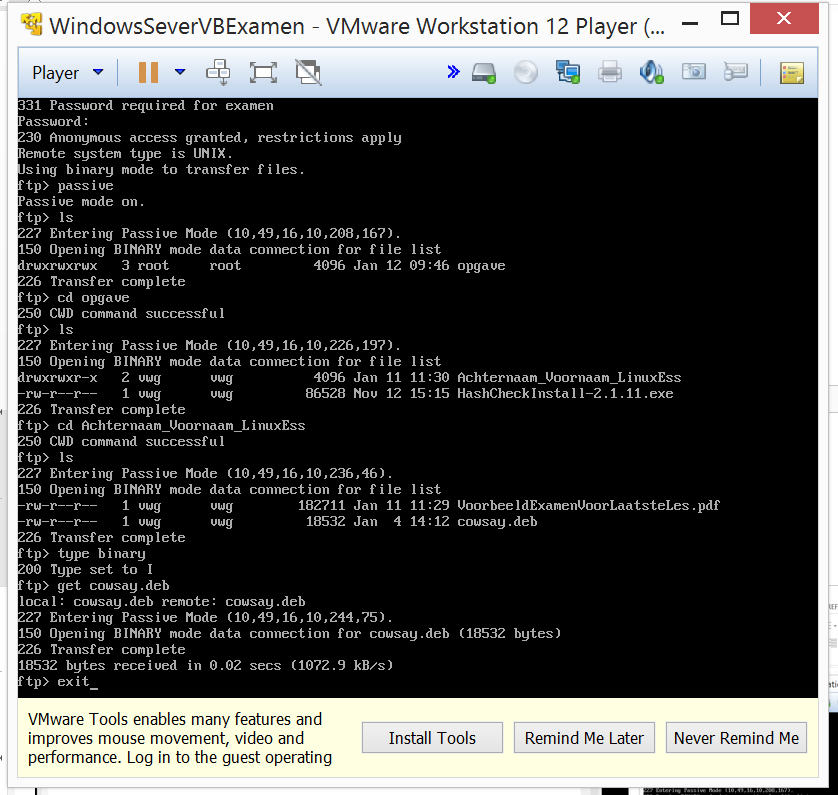 WindowsSeverVBExamen - VMware Workstation 12 Player (...
Player
331 Password required for examen
Password:
230 Anonymous access granted, restrictions apply
Remote system type is UNIX.
Using binary mode to transfer files.
ftp> passive
Passive mode on.
ftp> ls
227 Entering Passive Mode (10,49,16,10,208,167).
150 Opening BINARY mode data connection for file list
drwxrwxrwx   3 root     root         4096 Jan 12 09:46 opgave
226 Transfer complete
ftp> cd opgave
250 CWD command successful
ftp> ls
227 Entering Passive Mode (10,49,16,10,226,197).
150 Opening BINARY mode data connection for file list
drwxrwxr-x   2 vwg      vwg          4096 Jan 11 11:30 Achternaam_Voornaam_LinuxEss
-rw-r--r--   1 vwg      vwg         86528 Nov 12 15:15 HashCheckInstall-2.1.11.exe
226 Transfer complete
ftp> cd Achternaam_Voornaam_LinuxEss
250 CWD command successful
ftp> ls
227 Entering Passive Mode (10,49,16,10,236,46).
150 Opening BINARY mode data connection for file list
-rw-r--r--   1 vwg      vwg        182711 Jan 11 11:29 VoorbeeldExamenVoorLaatsteLes.pdf
-rw-r--r--   1 vwg      vwg         18532 Jan  4 14:12 cowsay.deb
226 Transfer complete
ftp> type binary
200 Type set to I
ftp> get cowsay.deb
local: cowsay.deb remote: cowsay.deb
227 Entering Passive Mode (10,49,16,10,244,75).
150 Opening BINARY mode data connection for cowsay.deb (18532 bytes)
226 Transfer complete
18532 bytes received in 0.02 secs (1072.9 kB/s)
ftp> exit_
VMware Tools enables many features and
improves mouse movement, video and
performance. Log in to the guest operating
Install Tools
Remind Me Later
Never Remind Me
227 Entering Passive Mode (10,49,16,10,208,167).